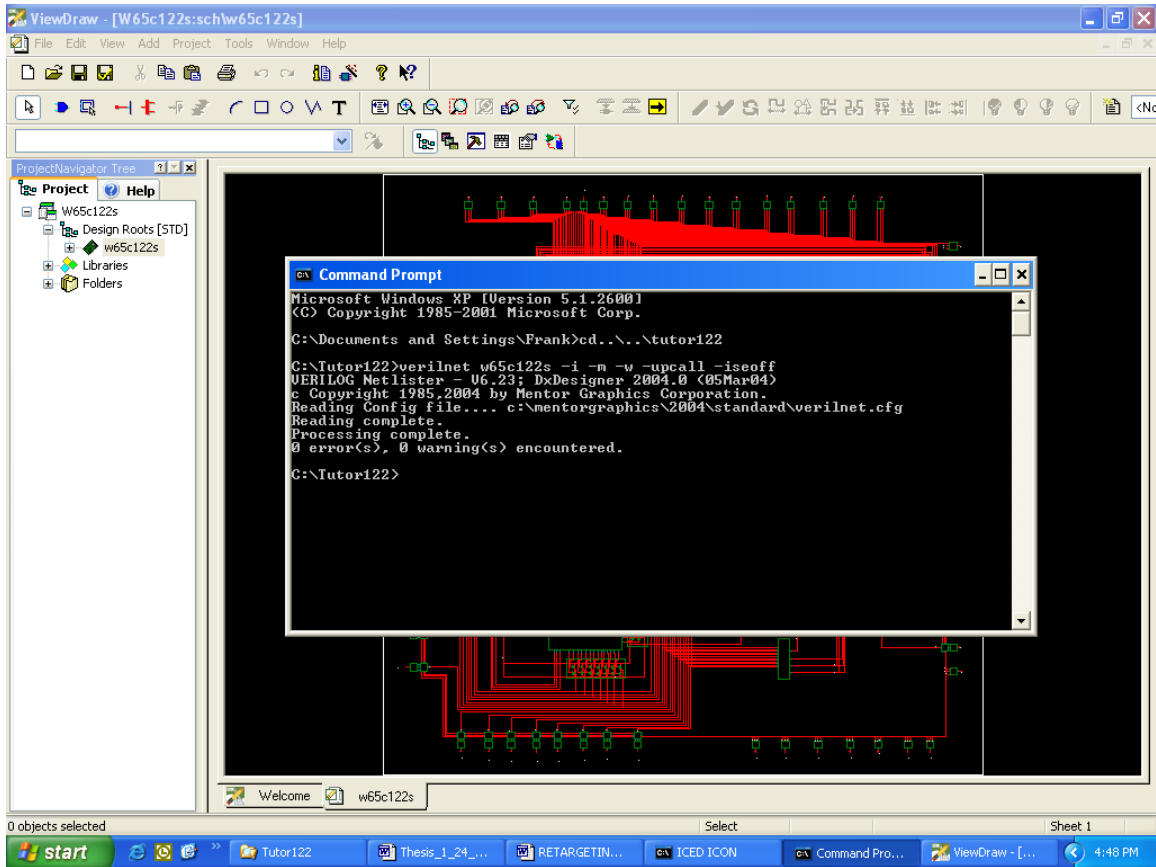 ViewDraw - [W65c122s:sch\w65c122s]
File Edit View Add Project Tools Window Help
T
<No
ProjectNavigator Tree
Project
Help
W65c122s
Design Roots [STD]
w65c122s
Libraries
Folders
Command Prompt
Microsoft Windows XP [Version 5.1.2600]
(C) Copyright 1985-2001 Microsoft Corp.
C:\Documents and Settings\Frank>cd..\..\tutor122
C:\Tutor122>verilnet w65c122s -i -m -w -upcall -iseoff
VERILOG Netlister - V6.23; DxDesigner 2004.0 (05Mar04)
c Copyright 1985,2004 by Mentor Graphics Corporation.
Reading Config file.... c:\mentorgraphics\2004\standard\verilnet.cfg
Reading complete.
Processing complete.
0 error(s), 0 warning(s) encountered.
C:\Tutor122>
Welcome
w65c122s
0 objects selected
Select
Sheet 1
start
Tutor122
Thesis_1_24_...
RETARGETIN...
ICED ICON
Command Pro...
ViewDraw - [...
4:48 PM